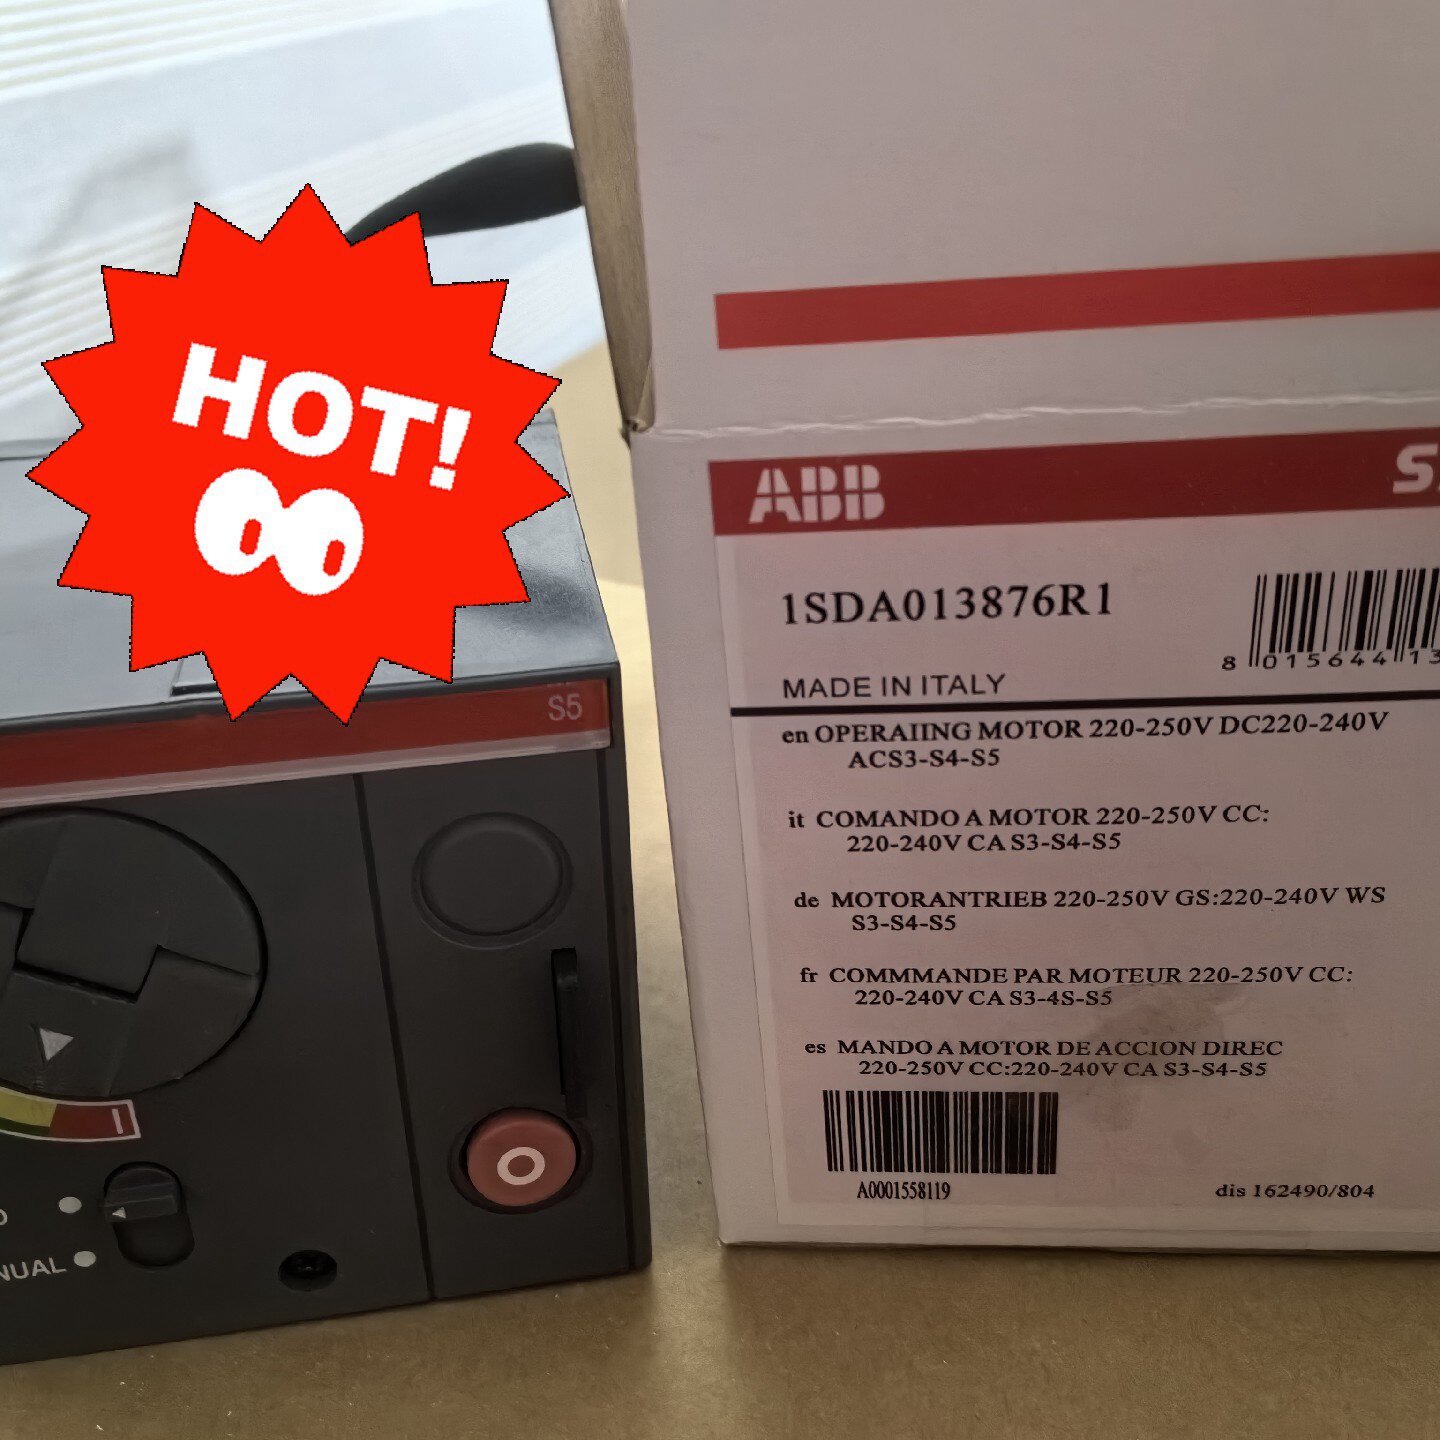 HOT!
S5
NUAL
ABB
1SDA013876R1
8 015644 13
MADE IN ITALY
en OPERAIING MOTOR 220-250V DC220-240V
ACS3-S4-S5
it COMANDO A MOTOR 220-250V CC:
220-240V CA S3-S4-S5
de MOTORANTRIEB 220-250V GS:220-240V WS
S3-S4-S5
fr COMMMANDE PAR MOTEUR 220-250V CC:
220-240V CA S3-4S-S5
es MANDO A MOTOR DE ACCION DIREC
220-250V CC:220-240V CA S3-S4-S5
A0001558119
dis 162490/804